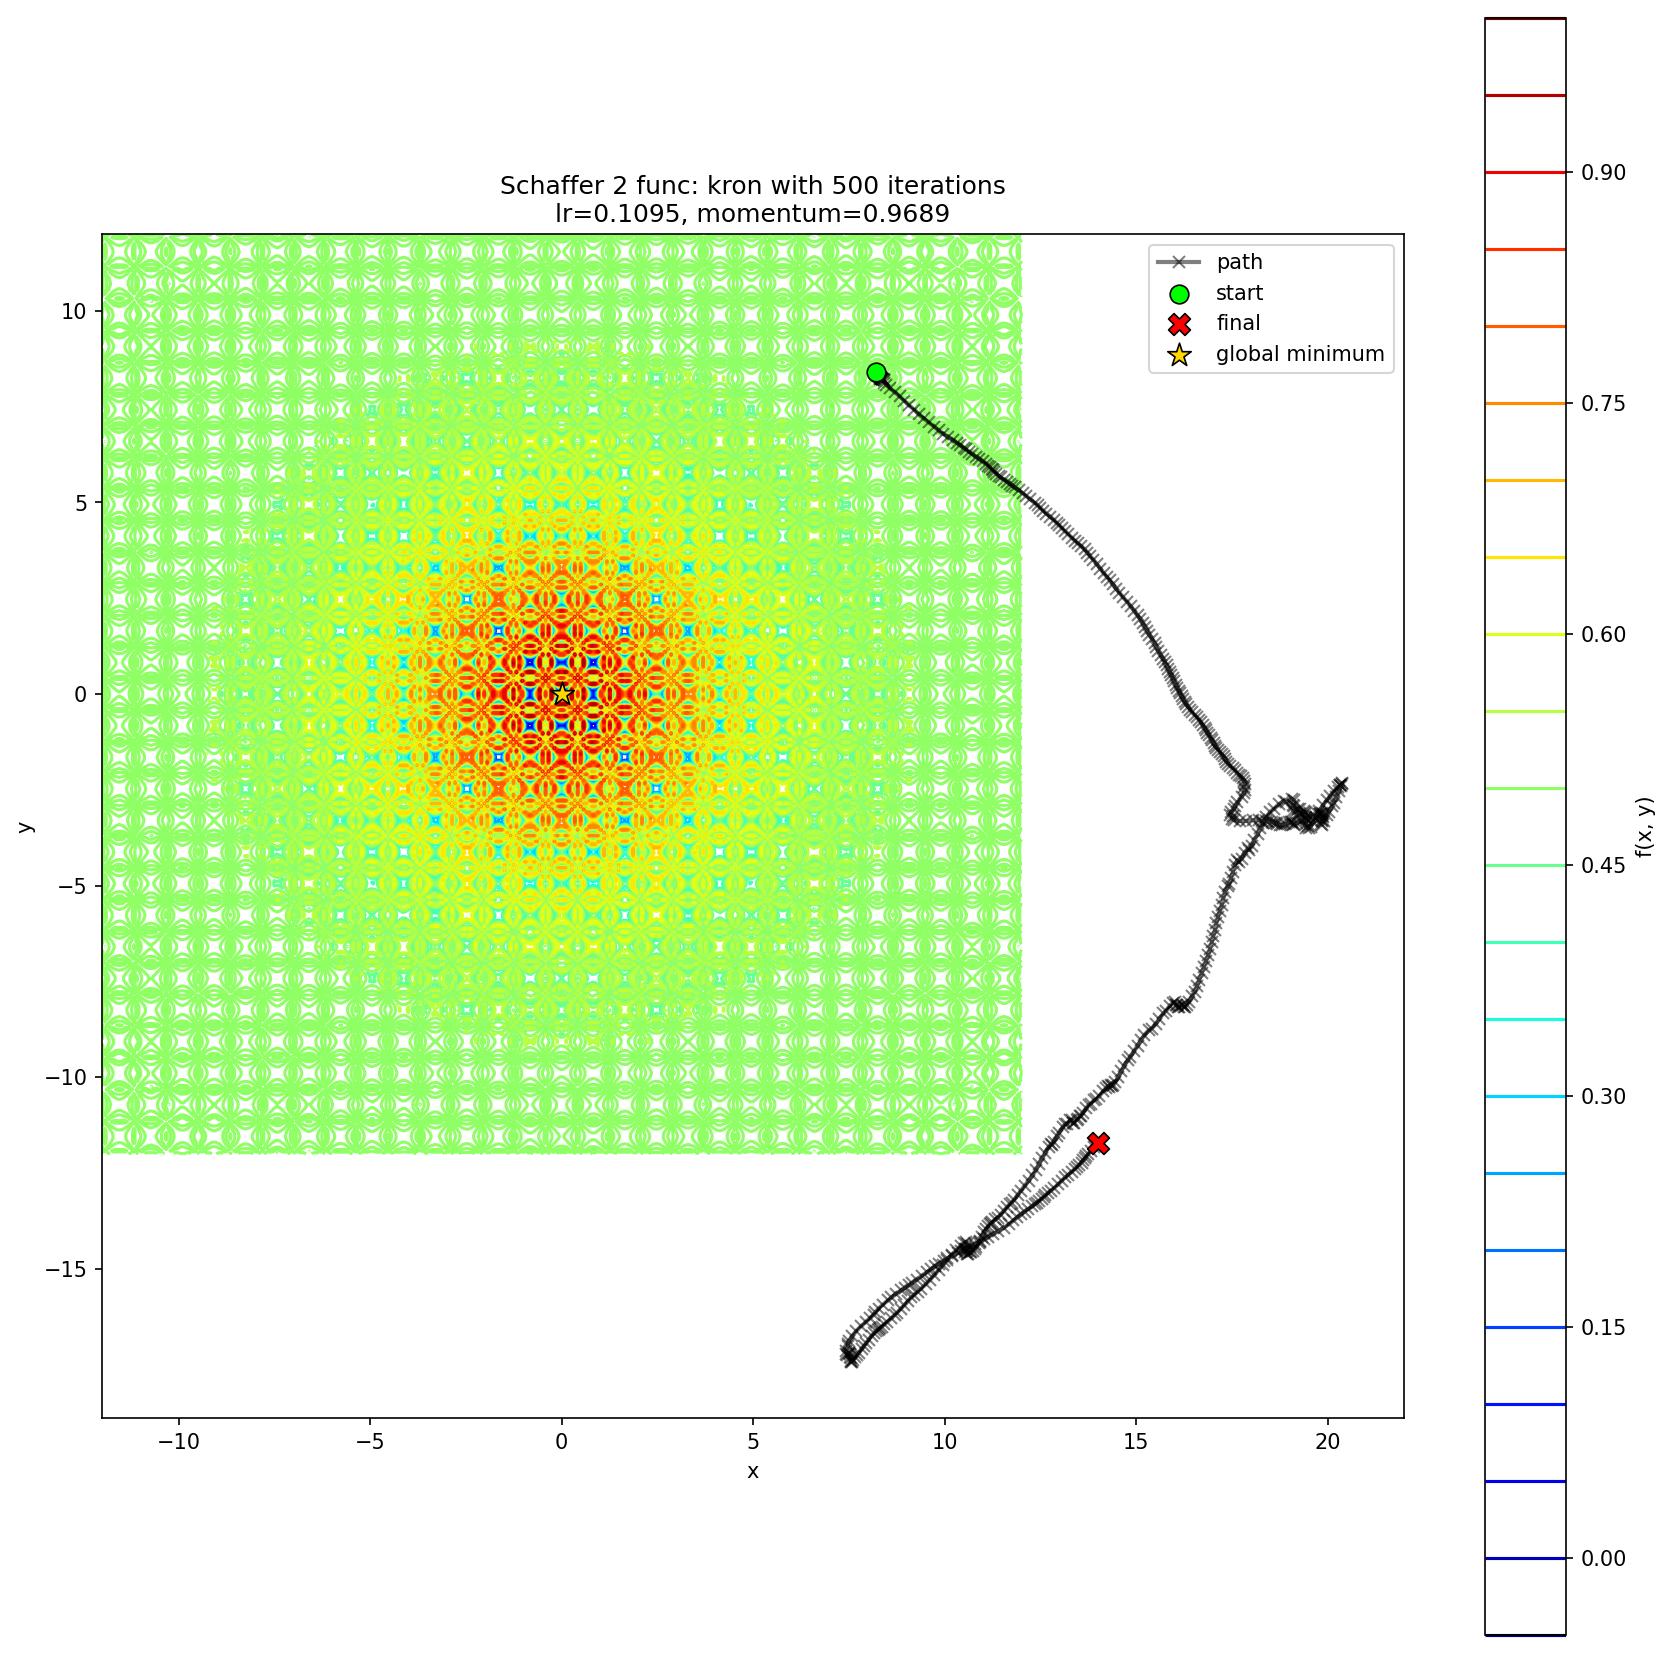 Schaffer 2 func: kron with 500 iterations
lr=0.1095, momentum=0.9689
path
start
final
global minimum
10
5
0
−5
−10
−15
y
−10
−5
0
5
10
15
20
x
0.90
0.75
0.60
0.45
0.30
0.15
0.00
f(x, y)